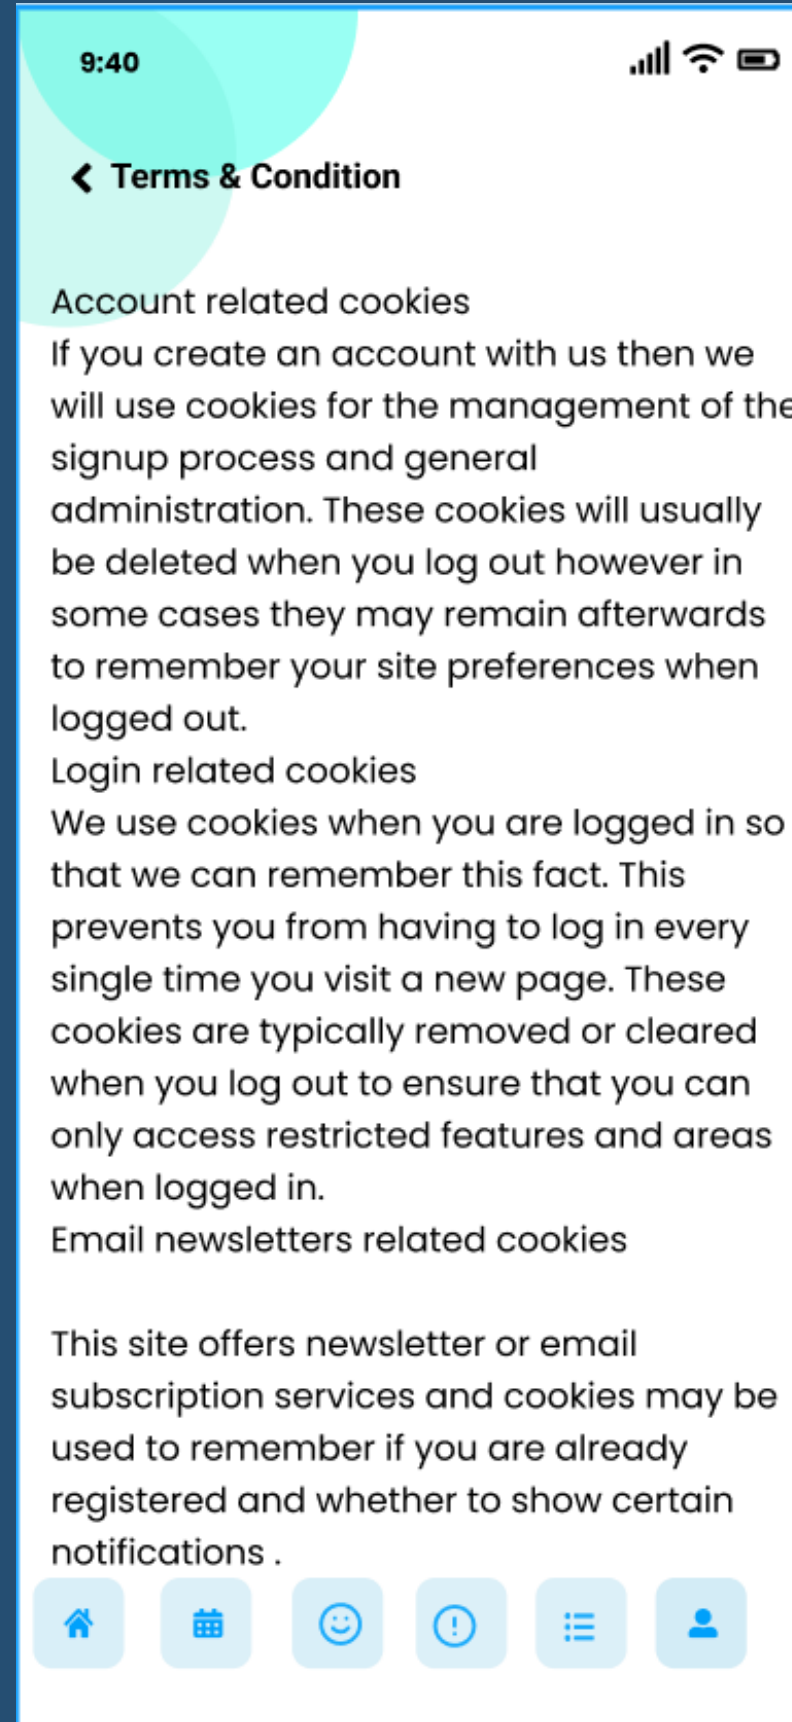 9:40
Terms & Condition
Account related cookies
If you create an account with us then we
will use cookies for the management of the
signup process and general
administration. These cookies will usually
be deleted when you log out however in
some cases they may remain afterwards
to remember your site preferences when
logged out.
Login related cookies
We use cookies when you are logged in so
that we can remember this fact. This
prevents you from having to log in every
single time you visit a new page. These
cookies are typically removed or cleared
when you log out to ensure that you can
only access restricted features and areas
when logged in.
Email newsletters related cookies
This site offers newsletter or email
subscription services and cookies may be
used to remember if you are already
registered and whether to show certain
notifications .